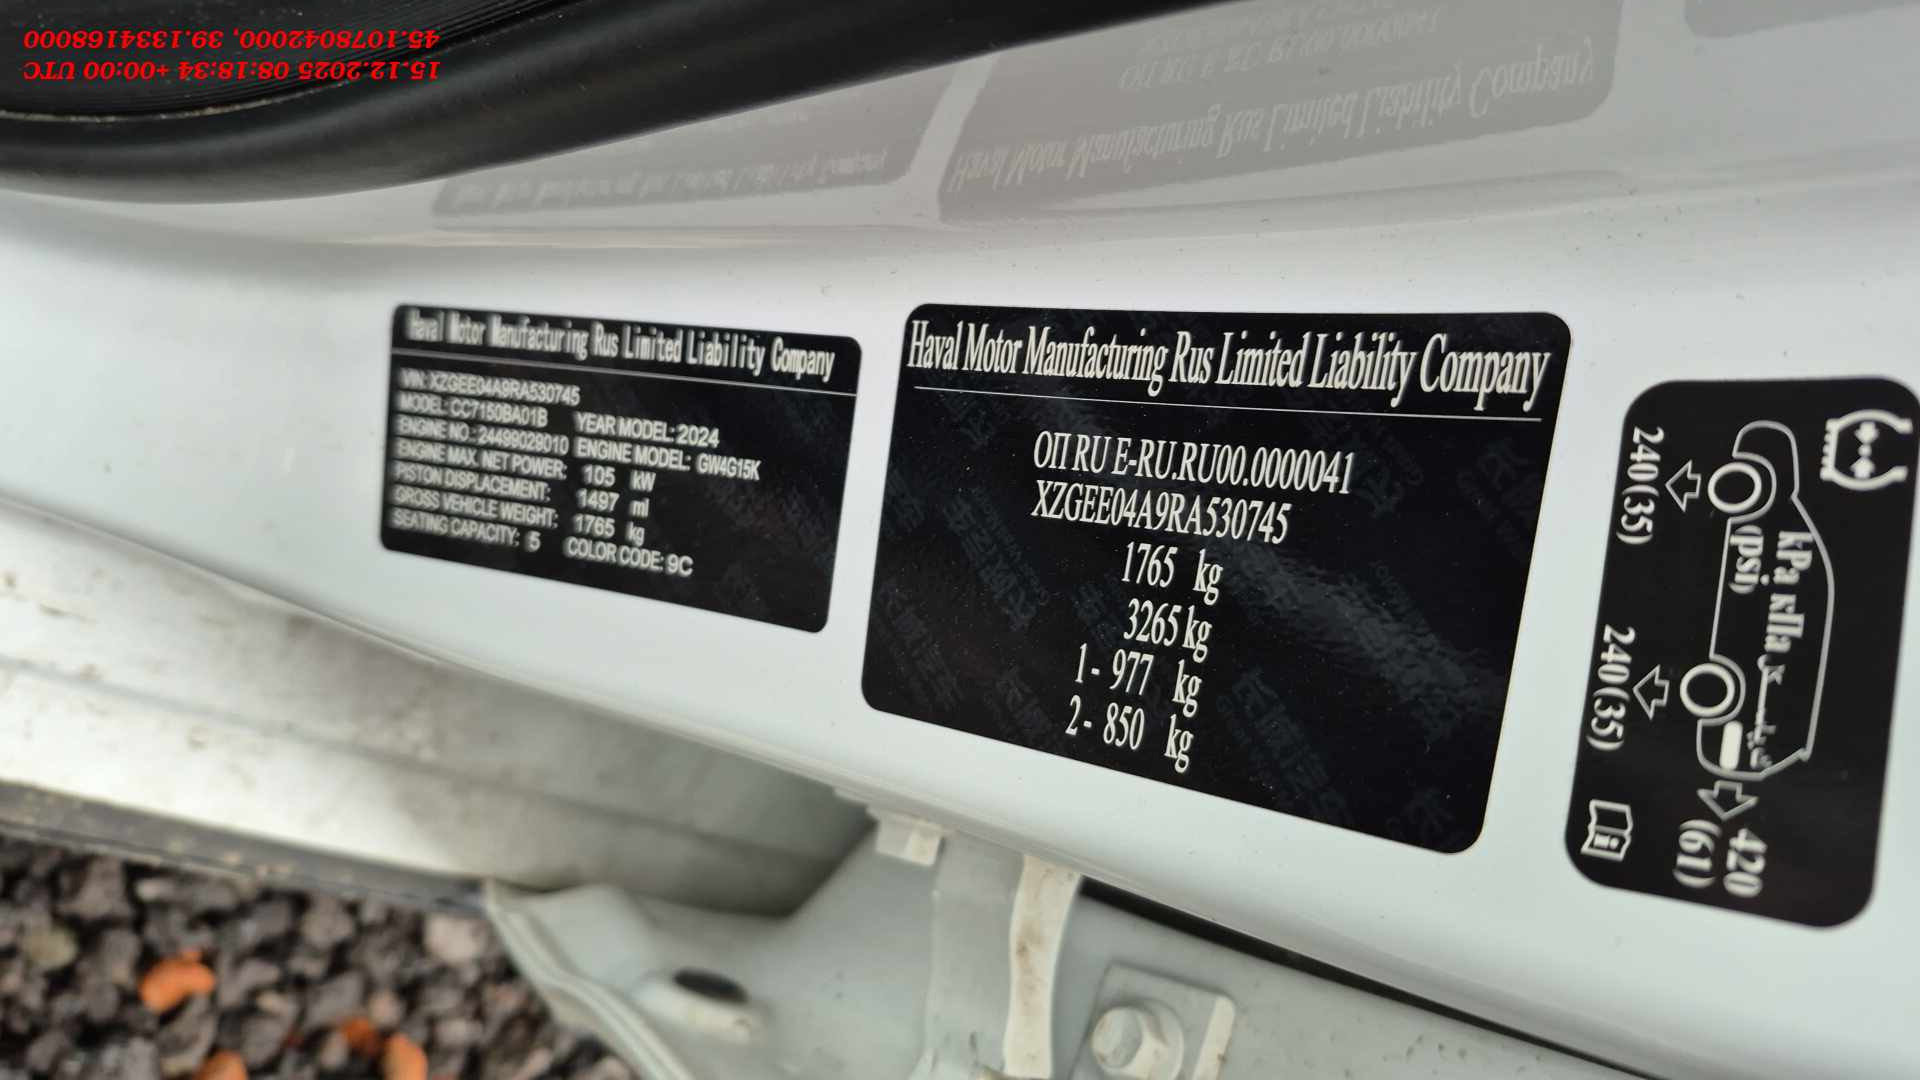 15.12.2025 08:18:34 +00:00 UTC
45.1078042000, 39.1334168000
Haval Motor Manufacturing Rus Limited Liability Company
VIN: XZGEE04A9RA530745
MODEL: CC7150BA01B YEAR MODEL: 2024
ENGINE NO.: 24499029010 ENGINE MODEL: GW4G15K
ENGINE MAX. NET POWER: 105 kW
PISTON DISPLACEMENT: 1497 ml
GROSS VEHICLE WEIGHT: 1765 kg
SEATING CAPACITY: 5 COLOR CODE: 9C
Haval Motor Manufacturing Rus Limited Liability Company
ОП RU E-RU.RU00.0000041
XZGEE04A9RA530745
1765 kg
3265 kg
1- 977 kg
2- 850 kg
kPa кПа
(psi)
240(35)
240(35)
420
(61)